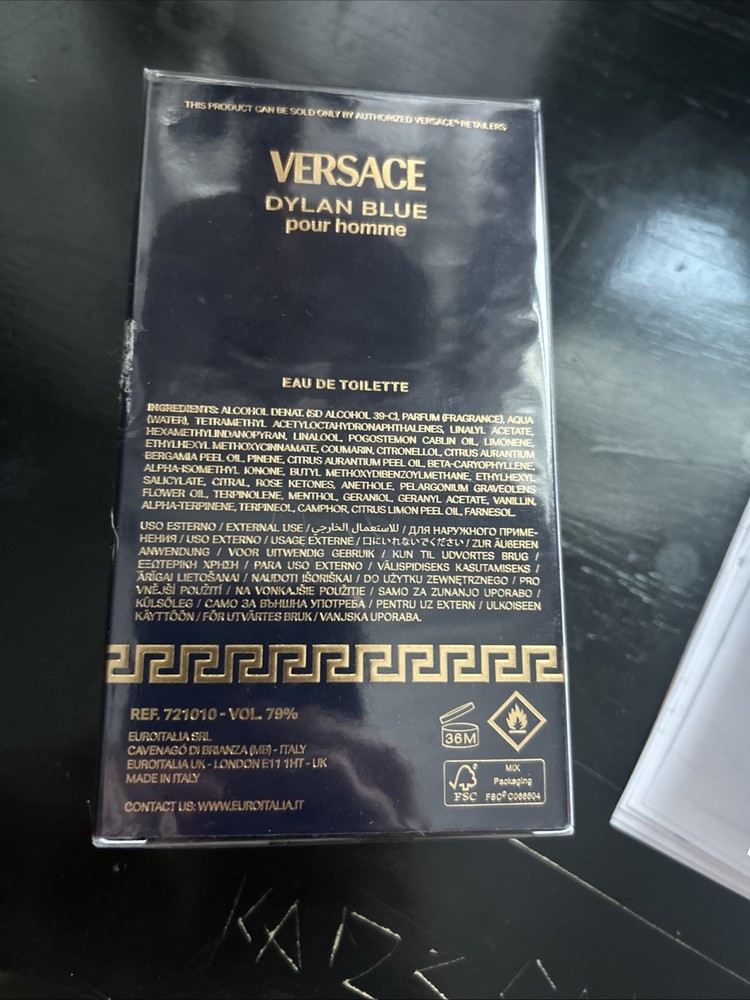 THIS PRODUCT CAN BE SOLD ONLY BY AUTHORIZED VERSACE® RETAILERS
VERSACE
DYLAN BLUE
pour homme
EAU DE TOILETTE
INGREDIENTS: ALCOHOL DENAT. (SD ALCOHOL 39-C), PARFUM (FRAGRANCE), AQUA
(WATER), TETRAMETHYL ACETYLOCTAHYDRONAPHTHALENES, LINALYL ACETATE,
HEXAMETHYLINDANOPYRAN, LINALOOL, POGOSTEMON CABLIN OIL, LIMONENE,
ETHYLHEXYL METHOXYCINNAMATE, COUMARIN, CITRONELLOL, CITRUS AURANTIUM
BERGAMIA PEEL OIL, PINENE, CITRUS AURANTIUM PEEL OIL, BETA-CARYOPHYLLENE,
ALPHA-ISOMETHYL IONONE, BUTYL METHOXYDIBENZOYLMETHANE, ETHYLHEXYL
SALICYLATE, CITRAL, ROSE KETONES, ANETHOLE, PELARGONIUM GRAVEOLENS
FLOWER OIL, TERPINOLENE, MENTHOL, GERANIOL, GERANYL ACETATE, VANILLIN,
ALPHA-TERPINENE, TERPINEOL, CAMPHOR, CITRUS LIMON PEEL OIL, FARNESOL.
USO ESTERNO / EXTERNAL USE / للاستعمال الخارجي / ДЛЯ НАРУЖНОГО ПРИМЕ-
НЕНИЯ / USO EXTERNO / USAGE EXTERNE / 口にいれないでください / ZUR ÄUßEREN
ANWENDUNG / VOOR UITWENDIG GEBRUIK / KUN TIL UDVORTES BRUG /
ΕΞΩΤΕΡΙΚΗ ΧΡΗΣΗ / PARA USO EXTERNO / VÄLISPIDISEKS KASUTAMISEKS /
ĀRĪGAI LIETOŠANAI / NAUDOTI IŠORIŠKAI / DO UŻYTKU ZEWNĘTRZNEGO / PRO
VNĚJŠÍ POUŽITÍ / NA VONKAJŠIE POUŽITIE / SAMO ZA ZUNANJO UPORABO /
KÜLSŐLEG / САМО ЗА ВЪНШНА УПОТРЕБА / PENTRU UZ EXTERN / ULKOISEEN
KÄYTTÖÖN / FÖR UTVÄRTES BRUK / VANJSKA UPORABA.
REF. 721010 - VOL. 79%
EUROITALIA SRL
CAVENAGO DI BRIANZA (MB) - ITALY
EUROITALIA UK - LONDON E11 1HT - UK
MADE IN ITALY
CONTACT US: WWW.EUROITALIA.IT
36M
FSC
MIX
Packaging
FSC® C066604